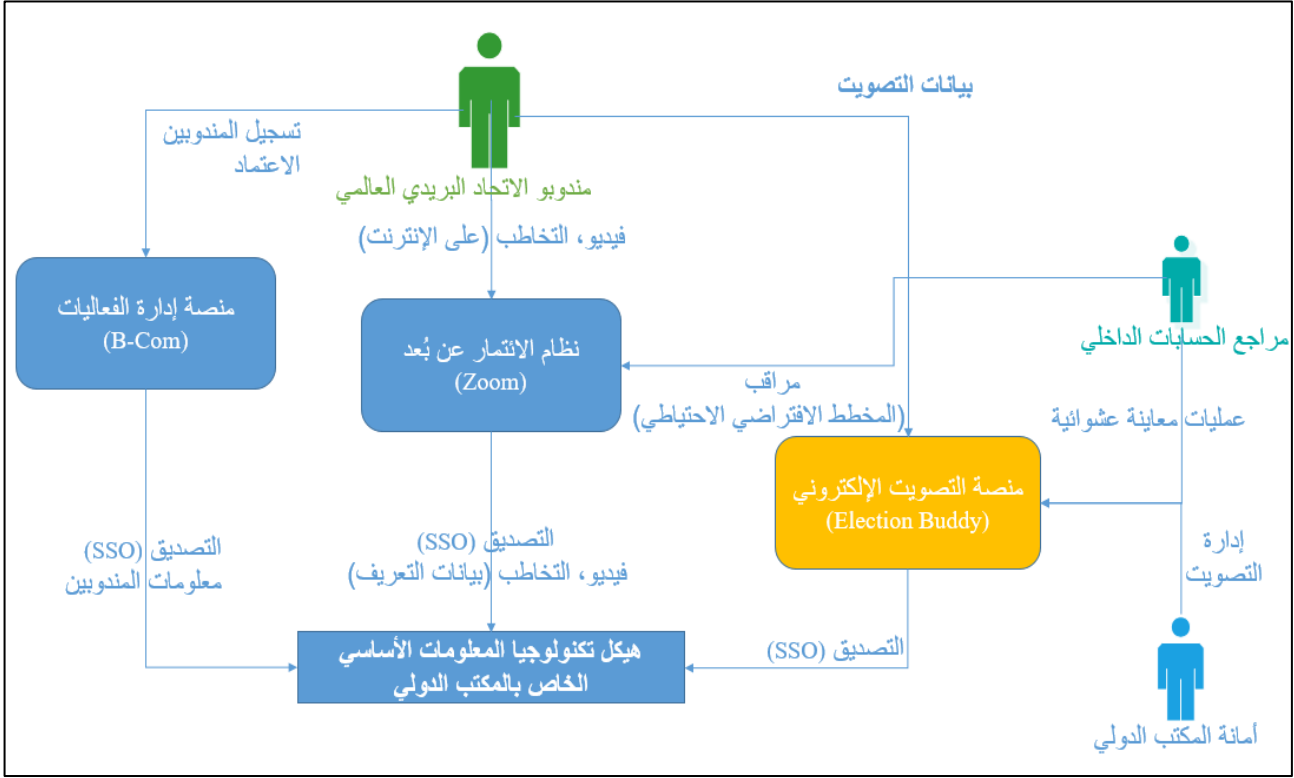 بيانات التصويت
تسجيل المندوبين
الاعتماد
مندوبو الاتحاد البريدي العالمي
فيديو، التخاطب (على الإنترنت)
منصة إدارة الفعاليات
(B-Com)
نظام الائتمار عن بُعد
(Zoom)
مراجع الحسابات الداخلي
مراقب
(المخطط الافتراضي الاحتياطي)
عمليات معاينة عشوائية
منصة التصويت الإلكتروني
(Election Buddy)
إدارة
التصويت
التصديق (SSO)
معلومات المندوبين
التصديق (SSO)
فيديو، التخاطب (بيانات التعريف)
التصديق (SSO)
هيكل تكنولوجيا المعلومات الأساسي
الخاص بالمكتب الدولي
أمانة المكتب الدولي